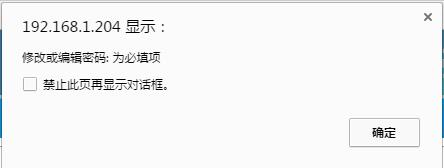 192.168.1.204 显示：
修改或编辑密码: 为必填项
禁止此页再显示对话框。
确定